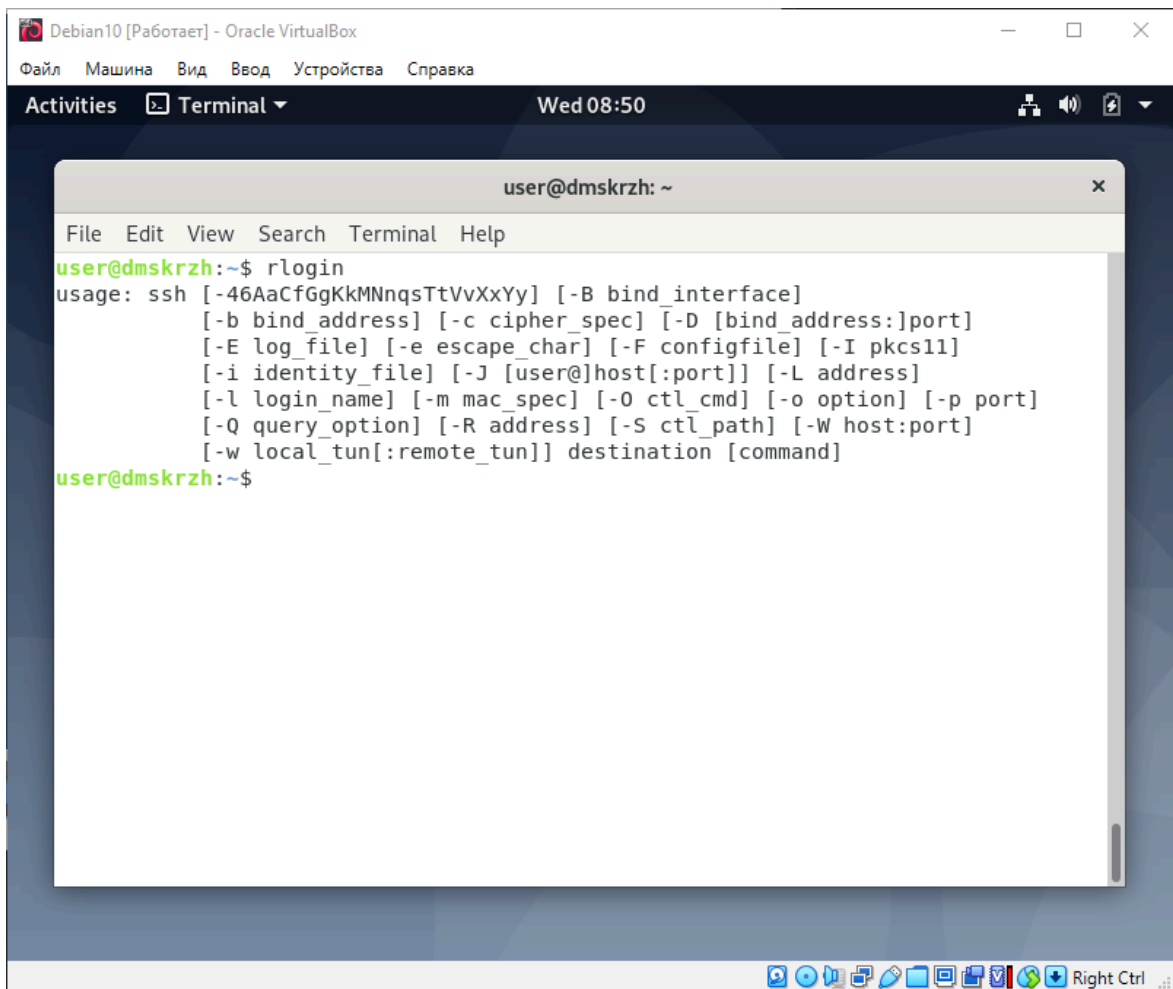 Debian10 [Работает] - Oracle VirtualBox
Файл Машина Вид Ввод Устройства Справка
Activities Terminal Wed 08:50
user@dmskrzh: ~
File Edit View Search Terminal Help
user@dmskrzh:~$ rlogin
usage: ssh [-46AaCfGgKkMNnqsTtVvXxYy] [-B bind_interface]
[-b bind_address] [-c cipher_spec] [-D [bind_address:]port]
[-E log_file] [-e escape_char] [-F configfile] [-I pkcs11]
[-i identity_file] [-J [user@]host[:port]] [-L address]
[-l login_name] [-m mac_spec] [-O ctl_cmd] [-o option] [-p port]
[-Q query_option] [-R address] [-S ctl_path] [-W host:port]
[-w local_tun[:remote_tun]] destination [command]
user@dmskrzh:~$
Right Ctrl